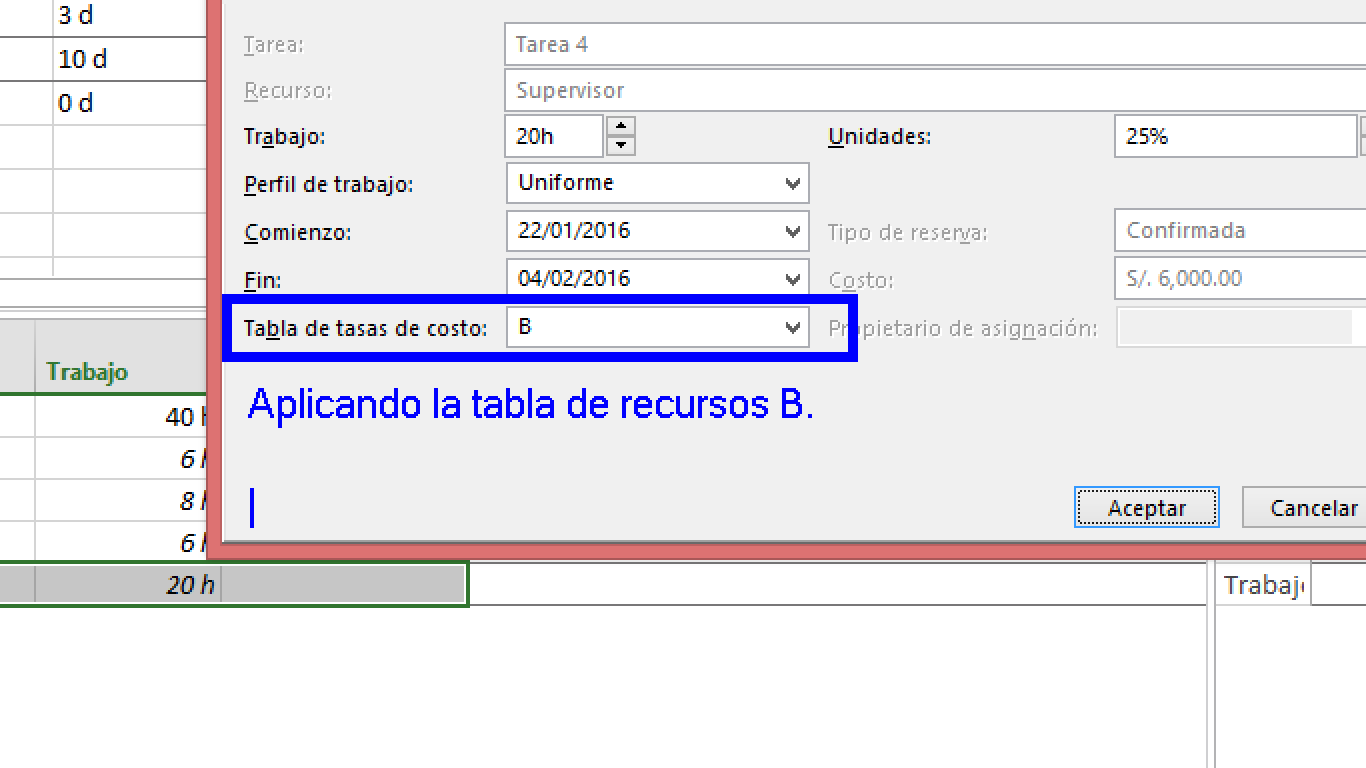 3 d
10 d
0 d
Tarea: Tarea 4
Recurso: Supervisor
Trabajo: 20h Unidades: 25%
Perfil de trabajo: Uniforme
Comienzo: 22/01/2016 Tipo de reserva: Confirmada
Fin: 04/02/2016 Costo: S/. 6,000.00
Tabla de tasas de costo: B Propietario de asignación:
Trabajo
Aplicando la tabla de recursos B.
40 h
6 h
8 h
6 h
Aceptar Cancelar
20 h Trabajo